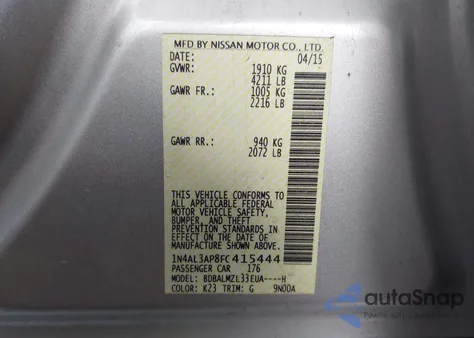 MFD BY NISSAN MOTOR CO., LTD.
DATE: 04/15
GVWR: 1910 KG
4211 LB
GAWR FR.: 1005 KG
2216 LB
GAWR RR.: 940 KG
2072 LB
THIS VEHICLE CONFORMS TO
ALL APPLICABLE FEDERAL
MOTOR VEHICLE SAFETY,
BUMPER, AND THEFT
PREVENTION STANDARDS IN
EFFECT ON THE DATE OF
MANUFACTURE SHOWN ABOVE.
1N4AL3AP8FC415444
PASSENGER CAR 176
MODEL: BDBALMZL33EUA----H
COLOR: K23 TRIM: G 9N00A
autoSnap